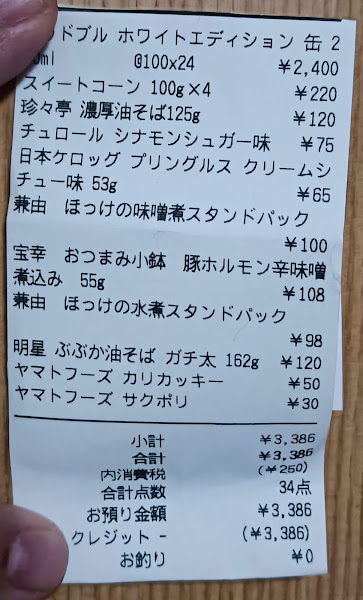 ッドブル ホワイトエディション 缶 2
0ml @100x24 ¥2,400
スイートコーン 100g×4 ¥220
珍々亭 濃厚油そば125g ¥120
チュロール シナモンシュガー味 ¥75
日本ケロッグ プリングルス クリームシ
チュー味 53g ¥65
兼由 ほっけの味噌煮スタンドパック
¥100
宝幸 おつまみ小鉢 豚ホルモン辛味噌
煮込み 55g ¥108
兼由 ほっけの水煮スタンドパック
¥98
明星 ぶぶか油そば ガチ太 162g ¥120
ヤマトフーズ カリカッキー ¥50
ヤマトフーズ サクポリ ¥30
小計 ¥3,386
合計 ¥3,386
内消費税 (¥250)
合計点数 34点
お預り金額 ¥3,386
クレジット - (¥3,386)
お釣り ¥0